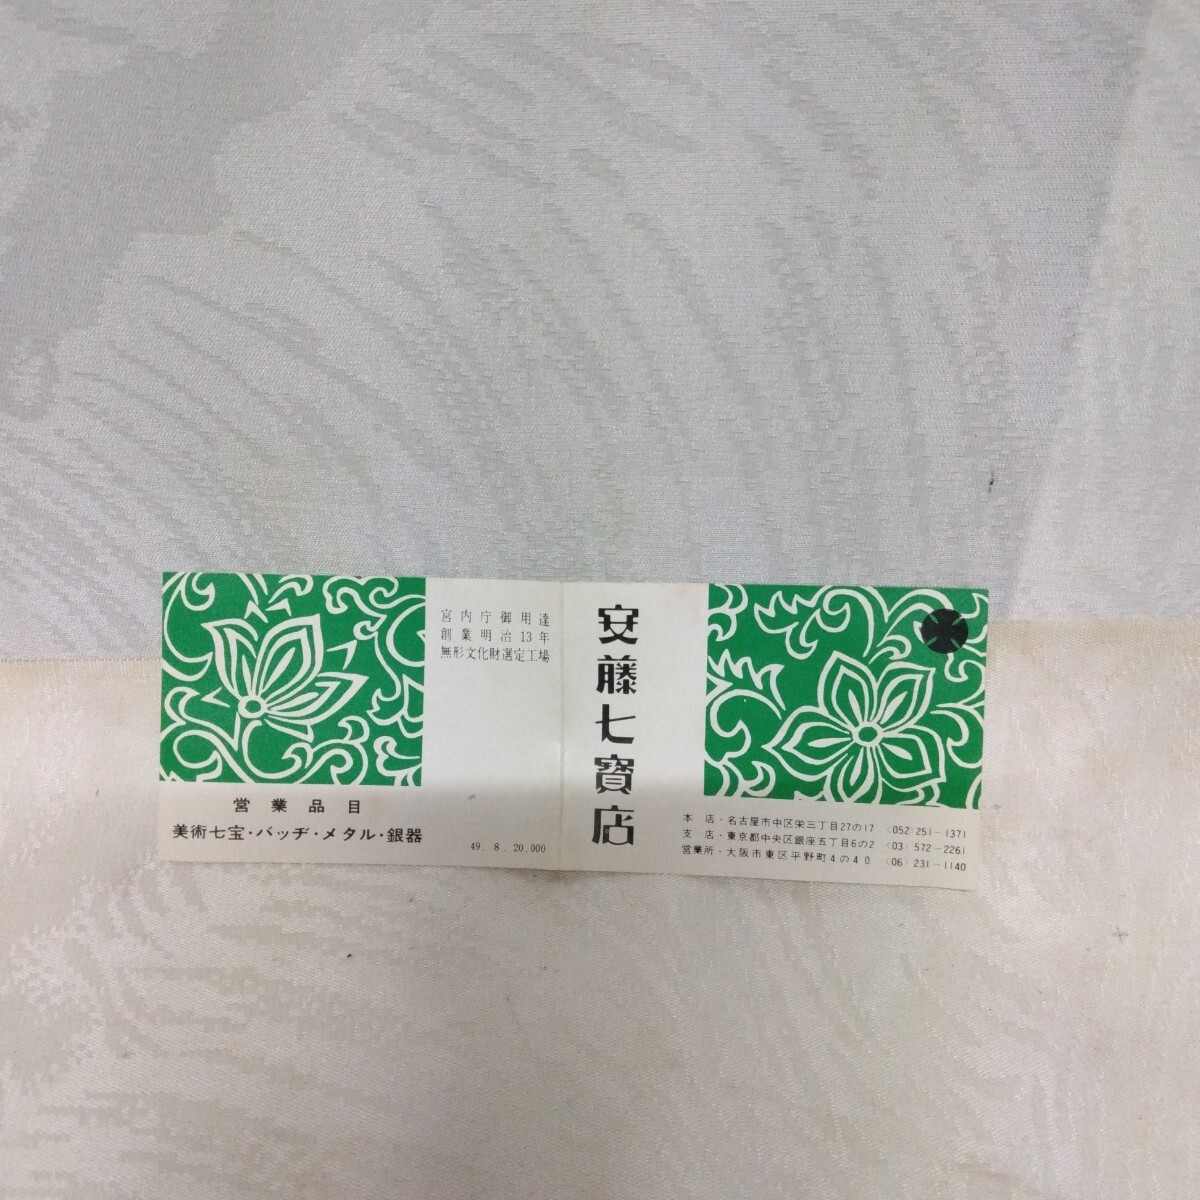 宮内庁御用達
創業明治13年
無形文化財選定工場
営業品目
美術七宝・バッヂ・メタル・銀器
49. 8. 20,000
安藤七寶店
本店・名古屋市中区栄三丁目27の17 〈052〉251-1371
支店・東京都中央区銀座五丁目6の2 〈03〉572-2261
営業所・大阪市東区平野町4の40 〈06〉231-1140